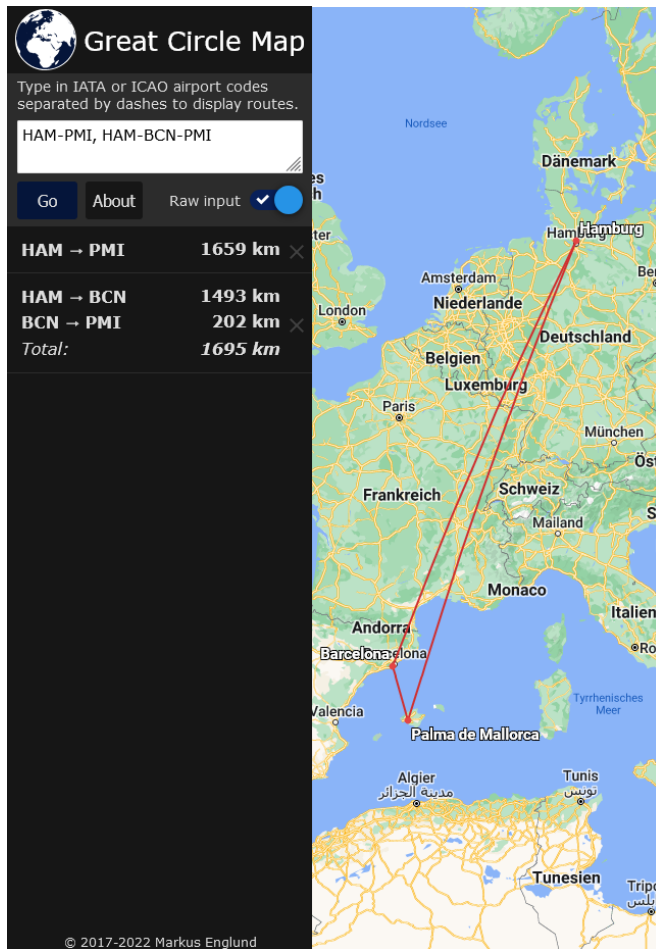 Great Circle Map
Type in IATA or ICAO airport codes
separated by dashes to display routes.
HAM-PMI, HAM-BCN-PMI
Go
About
Raw input
HAM → PMI 1659 km
HAM → BCN 1493 km
BCN → PMI 202 km
Total: 1695 km
© 2017-2022 Markus Englund
Nordsee
Dänemark
Hamburg
Amsterdam
Niederlande
London
Deutschland
Belgien
Luxemburg
Paris
München
Frankreich
Schweiz
Mailand
Monaco
Italien
Andorra
Barcelona
Valencia
Palma de Mallorca
Tyrrhenisches
Meer
Algier
مدينة الجزائر
Tunis
تونس
Tunesien